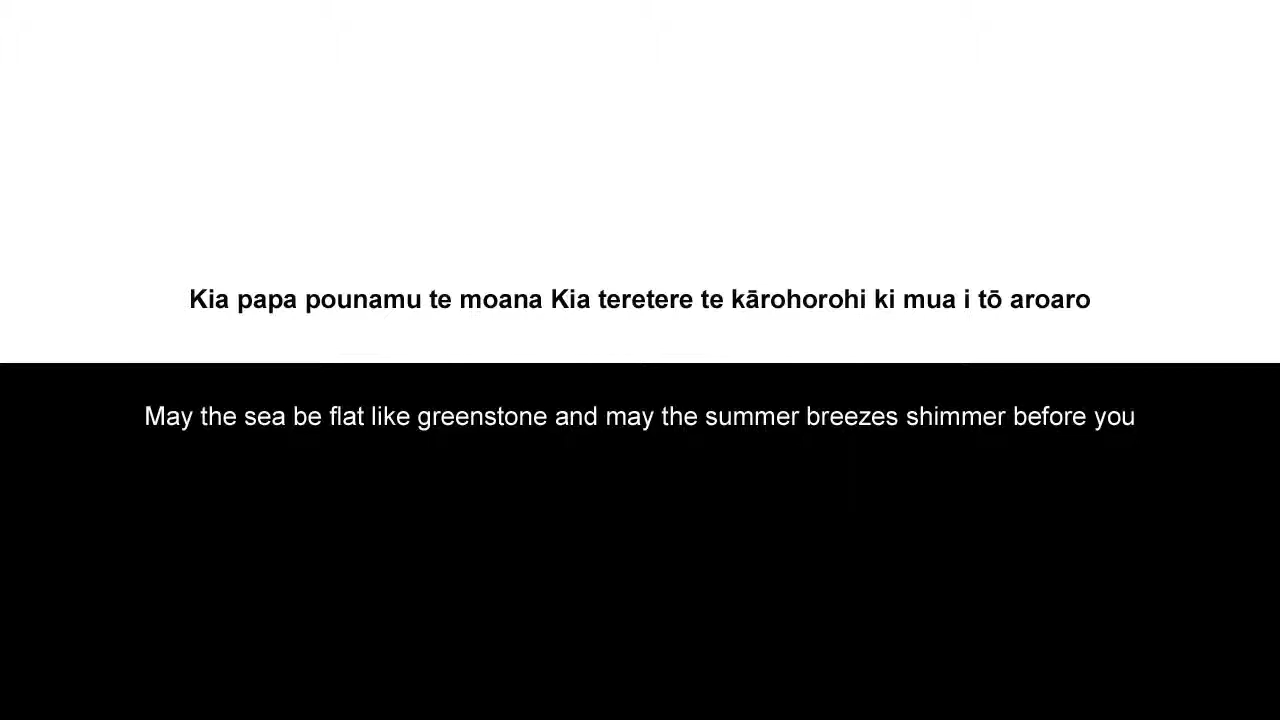 Kia papa pounamu te moana Kia teretere te kārohorohi ki mua i tō aroaro
May the sea be flat like greenstone and may the summer breezes shimmer before you